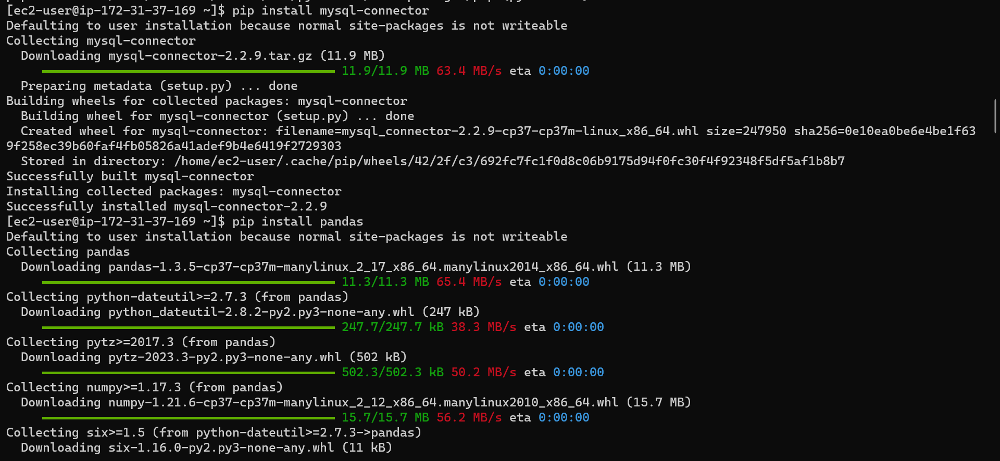 [ec2-user@ip-172-31-37-169 ~]$ pip install mysql-connector
Defaulting to user installation because normal site-packages is not writeable
Collecting mysql-connector
  Downloading mysql-connector-2.2.9.tar.gz (11.9 MB)
     11.9/11.9 MB 63.4 MB/s eta 0:00:00
  Preparing metadata (setup.py) ... done
Building wheels for collected packages: mysql-connector
  Building wheel for mysql-connector (setup.py) ... done
  Created wheel for mysql-connector: filename=mysql_connector-2.2.9-cp37-cp37m-linux_x86_64.whl size=247950 sha256=0e10ea0be6e4be1f63
9f258ec39b60faf4fb05826a41adef9b4e6419f2729303
  Stored in directory: /home/ec2-user/.cache/pip/wheels/42/2f/c3/692fc7fc1f0d8c06b9175d94f0fc30f4f92348f5df5af1b8b7
Successfully built mysql-connector
Installing collected packages: mysql-connector
Successfully installed mysql-connector-2.2.9
[ec2-user@ip-172-31-37-169 ~]$ pip install pandas
Defaulting to user installation because normal site-packages is not writeable
Collecting pandas
  Downloading pandas-1.3.5-cp37-cp37m-manylinux_2_17_x86_64.manylinux2014_x86_64.whl (11.3 MB)
     11.3/11.3 MB 65.4 MB/s eta 0:00:00
Collecting python-dateutil>=2.7.3 (from pandas)
  Downloading python_dateutil-2.8.2-py2.py3-none-any.whl (247 kB)
     247.7/247.7 kB 38.3 MB/s eta 0:00:00
Collecting pytz>=2017.3 (from pandas)
  Downloading pytz-2023.3-py2.py3-none-any.whl (502 kB)
     502.3/502.3 kB 50.2 MB/s eta 0:00:00
Collecting numpy>=1.17.3 (from pandas)
  Downloading numpy-1.21.6-cp37-cp37m-manylinux_2_12_x86_64.manylinux2010_x86_64.whl (15.7 MB)
     15.7/15.7 MB 56.2 MB/s eta 0:00:00
Collecting six>=1.5 (from python-dateutil>=2.7.3->pandas)
  Downloading six-1.16.0-py2.py3-none-any.whl (11 kB)